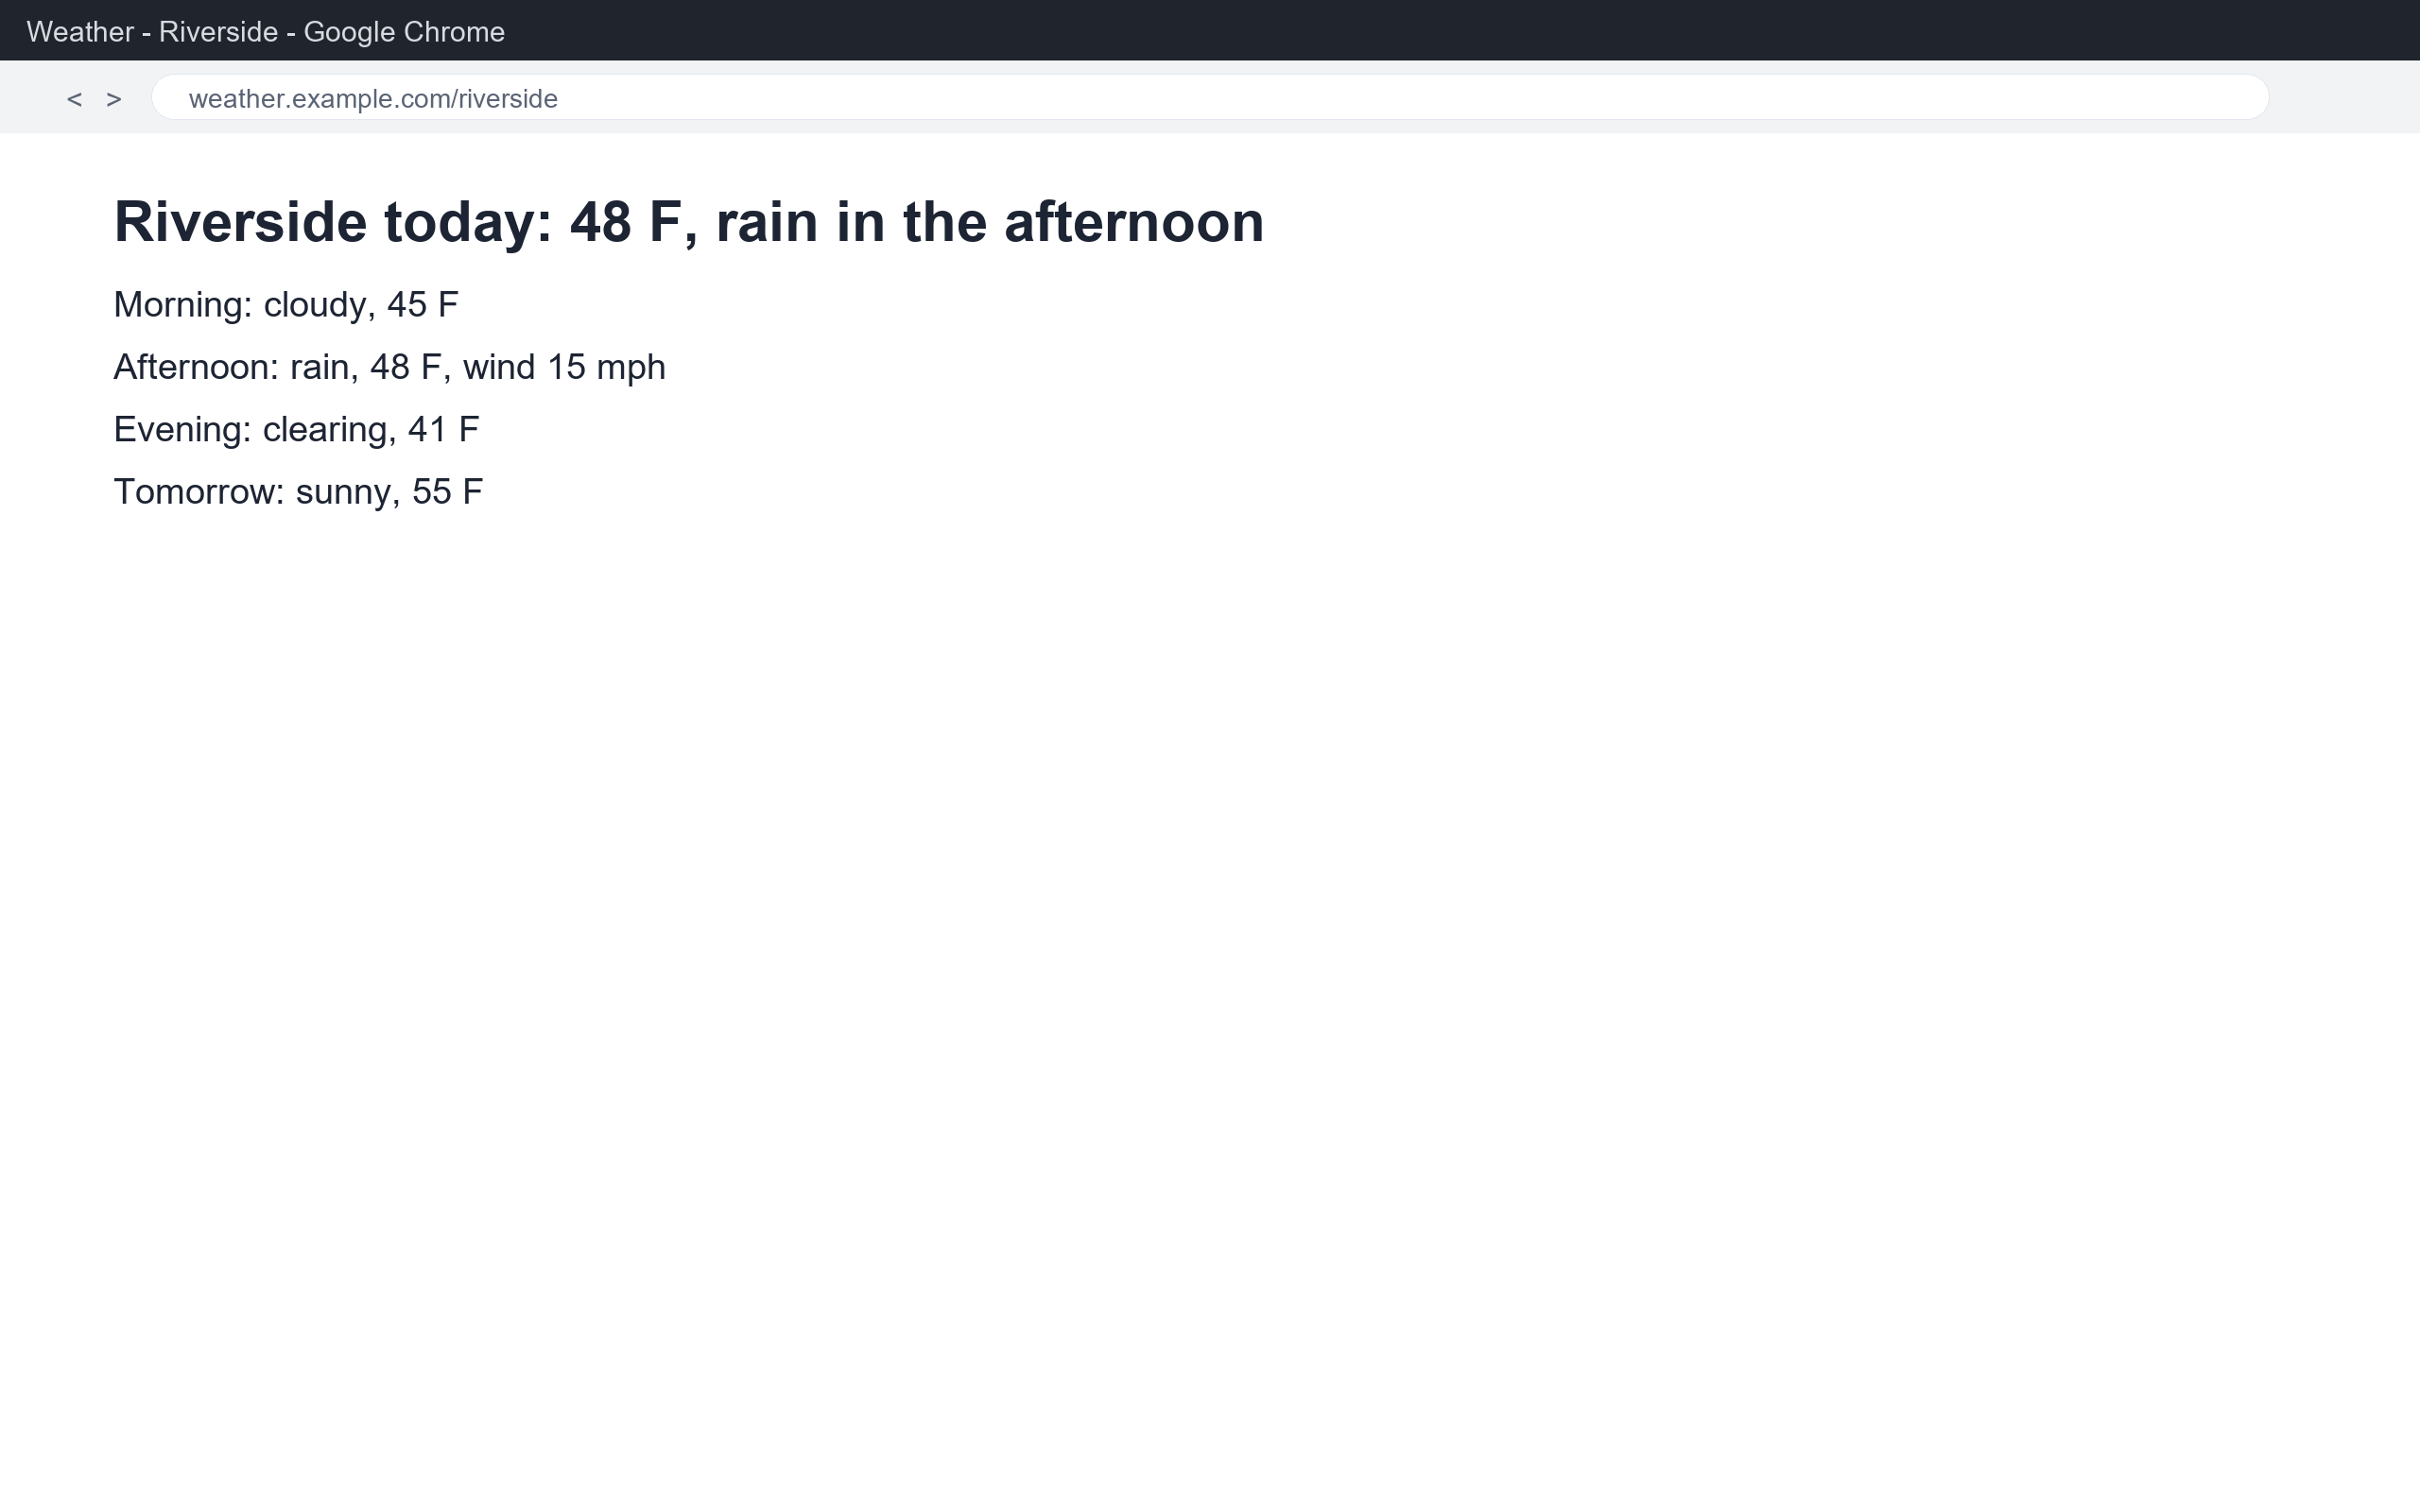 Weather - Riverside - Google Chrome
< > weather.example.com/riverside
Riverside today: 48 F, rain in the afternoon
Morning: cloudy, 45 F
Afternoon: rain, 48 F, wind 15 mph
Evening: clearing, 41 F
Tomorrow: sunny, 55 F